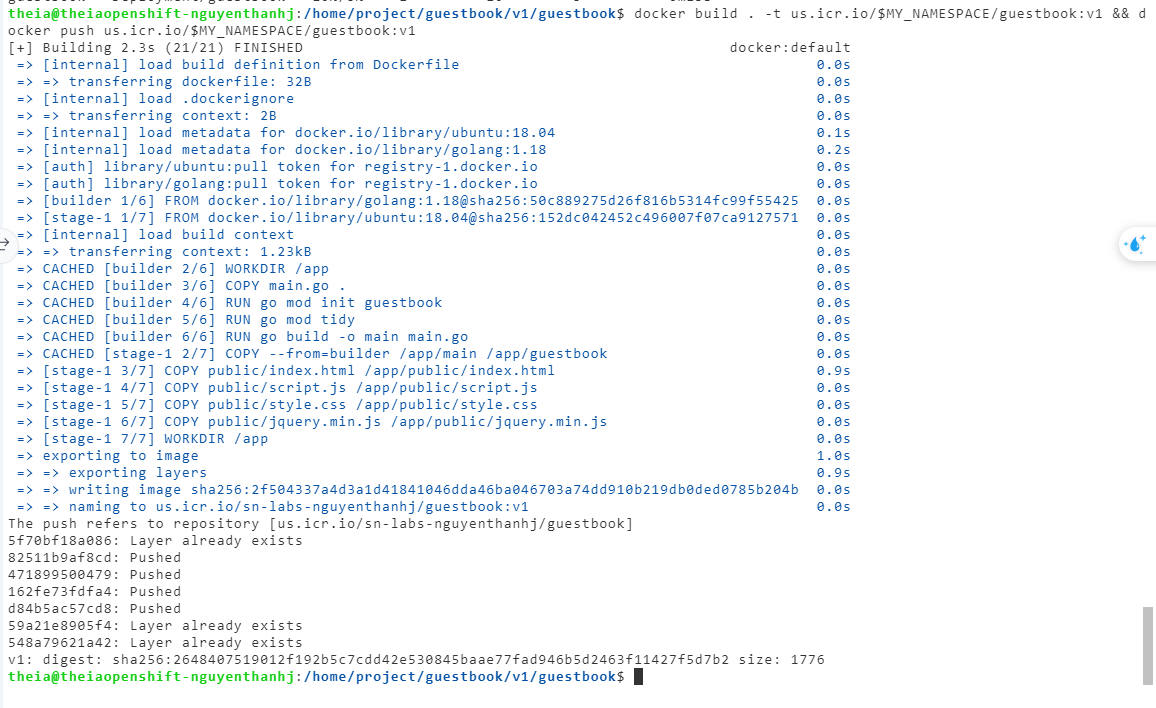 theia@theiaopenshift-nguyenthanhj:/home/project/guestbook/v1/guestbook$ docker build . -t us.icr.io/$MY_NAMESPACE/guestbook:v1 && d
ocker push us.icr.io/$MY_NAMESPACE/guestbook:v1
[+] Building 2.3s (21/21) FINISHED docker:default
=> [internal] load build definition from Dockerfile 0.0s
=> => transferring dockerfile: 32B 0.0s
=> [internal] load .dockerignore 0.0s
=> => transferring context: 2B 0.0s
=> [internal] load metadata for docker.io/library/ubuntu:18.04 0.1s
=> [internal] load metadata for docker.io/library/golang:1.18 0.2s
=> [auth] library/ubuntu:pull token for registry-1.docker.io 0.0s
=> [auth] library/golang:pull token for registry-1.docker.io 0.0s
=> [builder 1/6] FROM docker.io/library/golang:1.18@sha256:50c889275d26f816b5314fc99f55425 0.0s
=> [stage-1 1/7] FROM docker.io/library/ubuntu:18.04@sha256:152dc042452c496007f07ca9127571 0.0s
=> [internal] load build context 0.0s
=> => transferring context: 1.23kB 0.0s
=> CACHED [builder 2/6] WORKDIR /app 0.0s
=> CACHED [builder 3/6] COPY main.go . 0.0s
=> CACHED [builder 4/6] RUN go mod init guestbook 0.0s
=> CACHED [builder 5/6] RUN go mod tidy 0.0s
=> CACHED [builder 6/6] RUN go build -o main main.go 0.0s
=> CACHED [stage-1 2/7] COPY --from=builder /app/main /app/guestbook 0.0s
=> [stage-1 3/7] COPY public/index.html /app/public/index.html 0.9s
=> [stage-1 4/7] COPY public/script.js /app/public/script.js 0.0s
=> [stage-1 5/7] COPY public/style.css /app/public/style.css 0.0s
=> [stage-1 6/7] COPY public/jquery.min.js /app/public/jquery.min.js 0.0s
=> [stage-1 7/7] WORKDIR /app 0.0s
=> exporting to image 1.0s
=> => exporting layers 0.9s
=> => writing image sha256:2f504337a4d3a1d41841046dda46ba046703a74dd910b219db0ded0785b204b 0.0s
=> => naming to us.icr.io/sn-labs-nguyenthanhj/guestbook:v1 0.0s
The push refers to repository [us.icr.io/sn-labs-nguyenthanhj/guestbook]
5f70bf18a086: Layer already exists
82511b9af8cd: Pushed
471899500479: Pushed
162fe73fdfa4: Pushed
d84b5ac57cd8: Pushed
59a21e8905f4: Layer already exists
548a79621a42: Layer already exists
v1: digest: sha256:2648407519012f192b5c7cdd42e530845baae77fad946b5d2463f11427f5d7b2 size: 1776
theia@theiaopenshift-nguyenthanhj:/home/project/guestbook/v1/guestbook$